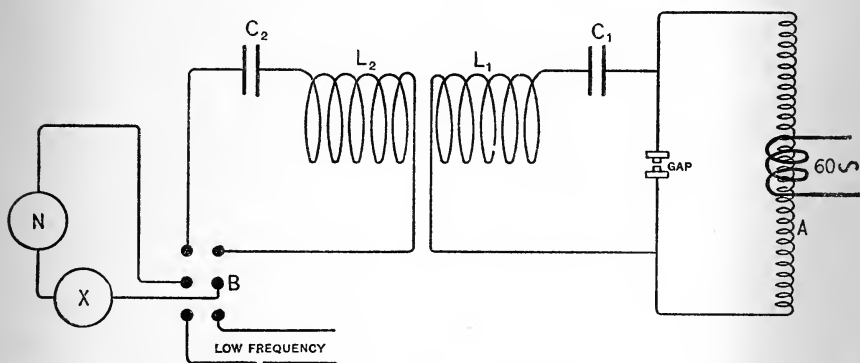 C₂
L₂
L₁
C₁
GAP
60 ∿
A
N
X
B
LOW FREQUENCY